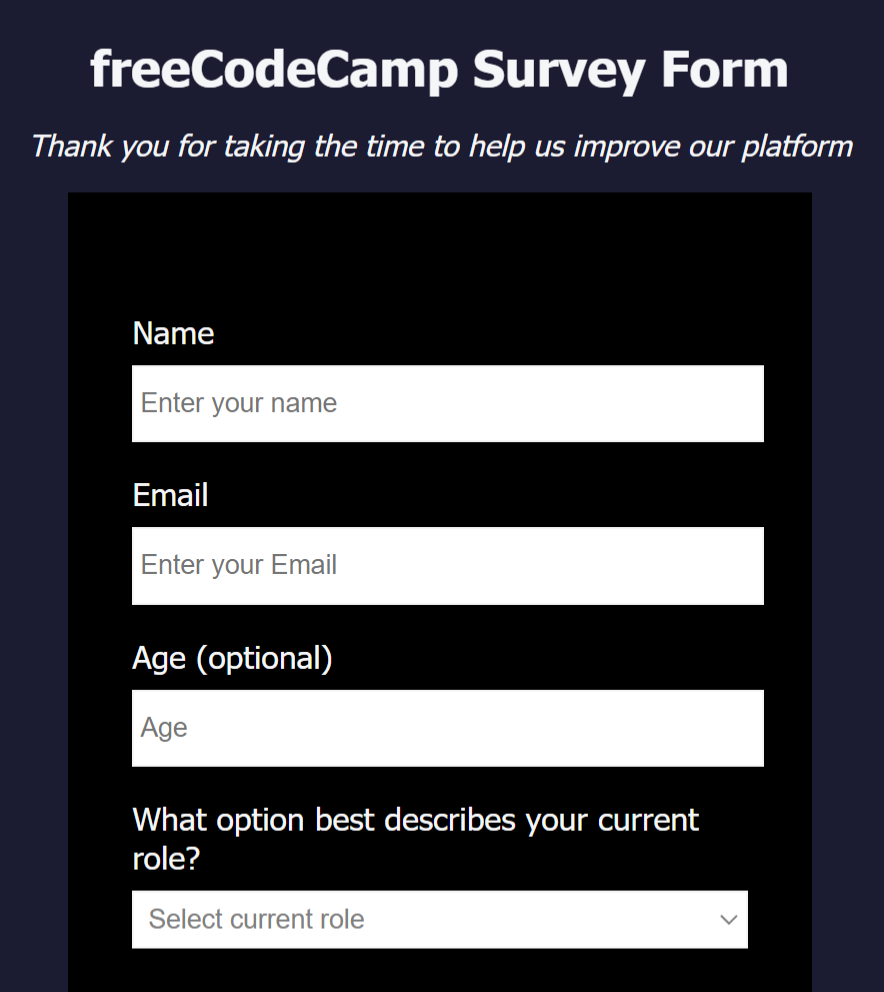 freeCodeCamp Survey Form
Thank you for taking the time to help us improve our platform
Name
Enter your name
Email
Enter your Email
Age (optional)
Age
What option best describes your current
role?
Select current role